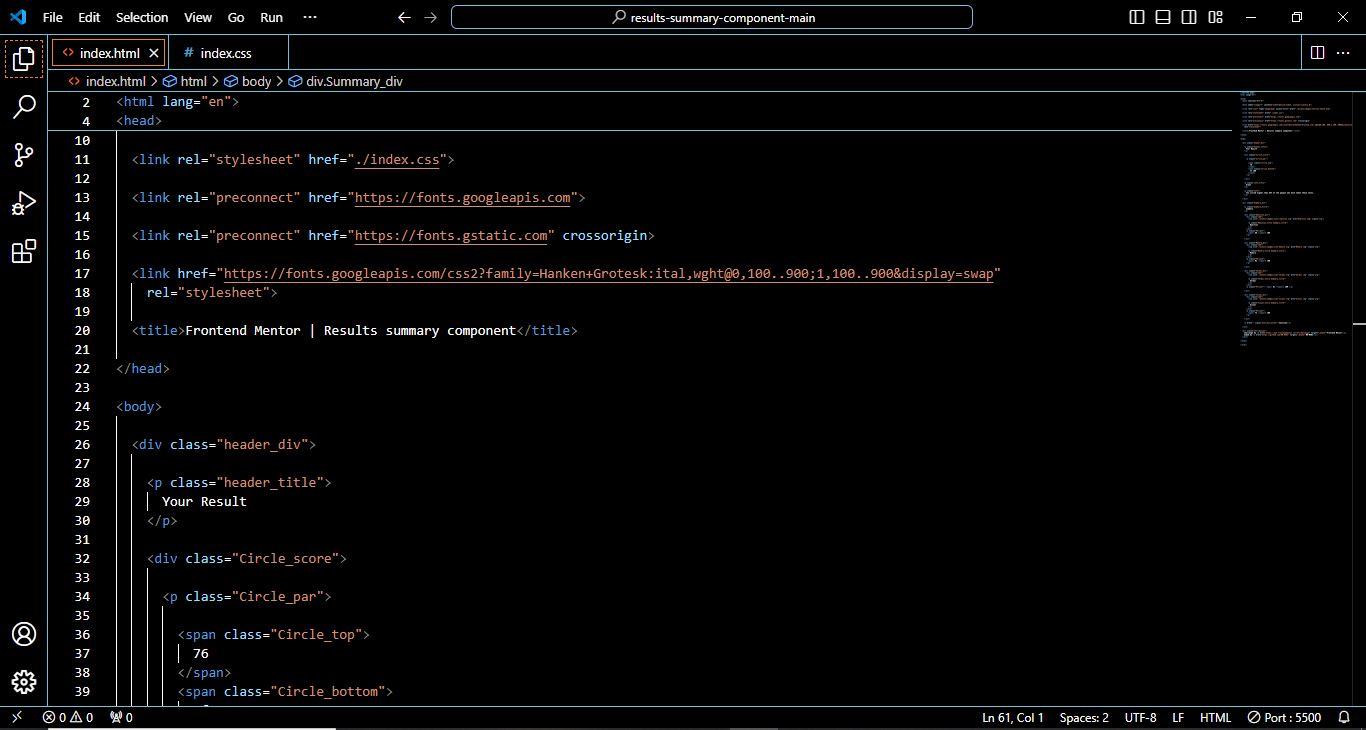 File Edit Selection View Go Run ··· results-summary-component-main
index.html # index.css
index.html > html > body > div.Summary_div
2 <html lang="en">
4 <head>
10
11 <link rel="stylesheet" href="./index.css">
12
13 <link rel="preconnect" href="https://fonts.googleapis.com">
14
15 <link rel="preconnect" href="https://fonts.gstatic.com" crossorigin>
16
17 <link href="https://fonts.googleapis.com/css2?family=Hanken+Grotesk:ital,wght@0,100..900;1,100..900&display=swap"
18 rel="stylesheet">
19
20 <title>Frontend Mentor | Results summary component</title>
21
22 </head>
23
24 <body>
25
26 <div class="header_div">
27
28 <p class="header_title">
29 Your Result
30 </p>
31
32 <div class="Circle_score">
33
34 <p class="Circle_par">
35
36 <span class="Circle_top">
37 76
38 </span>
39 <span class="Circle_bottom">
0 0 0 Ln 61, Col 1 Spaces: 2 UTF-8 LF HTML Port : 5500